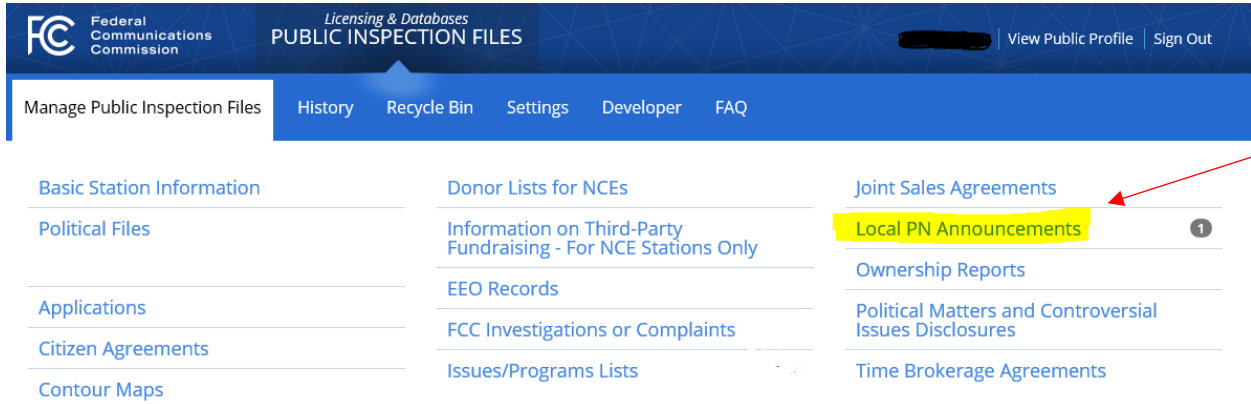 Federal
Communications
Commission
Licensing & Databases
PUBLIC INSPECTION FILES
View Public Profile
Sign Out
Manage Public Inspection Files
History
Recycle Bin
Settings
Developer
FAQ
Basic Station Information
Political Files
Applications
Citizen Agreements
Contour Maps
Donor Lists for NCEs
Information on Third-Party
Fundraising - For NCE Stations Only
EEO Records
FCC Investigations or Complaints
Issues/Programs Lists
Joint Sales Agreements
Local PN Announcements 1
Ownership Reports
Political Matters and Controversial
Issues Disclosures
Time Brokerage Agreements